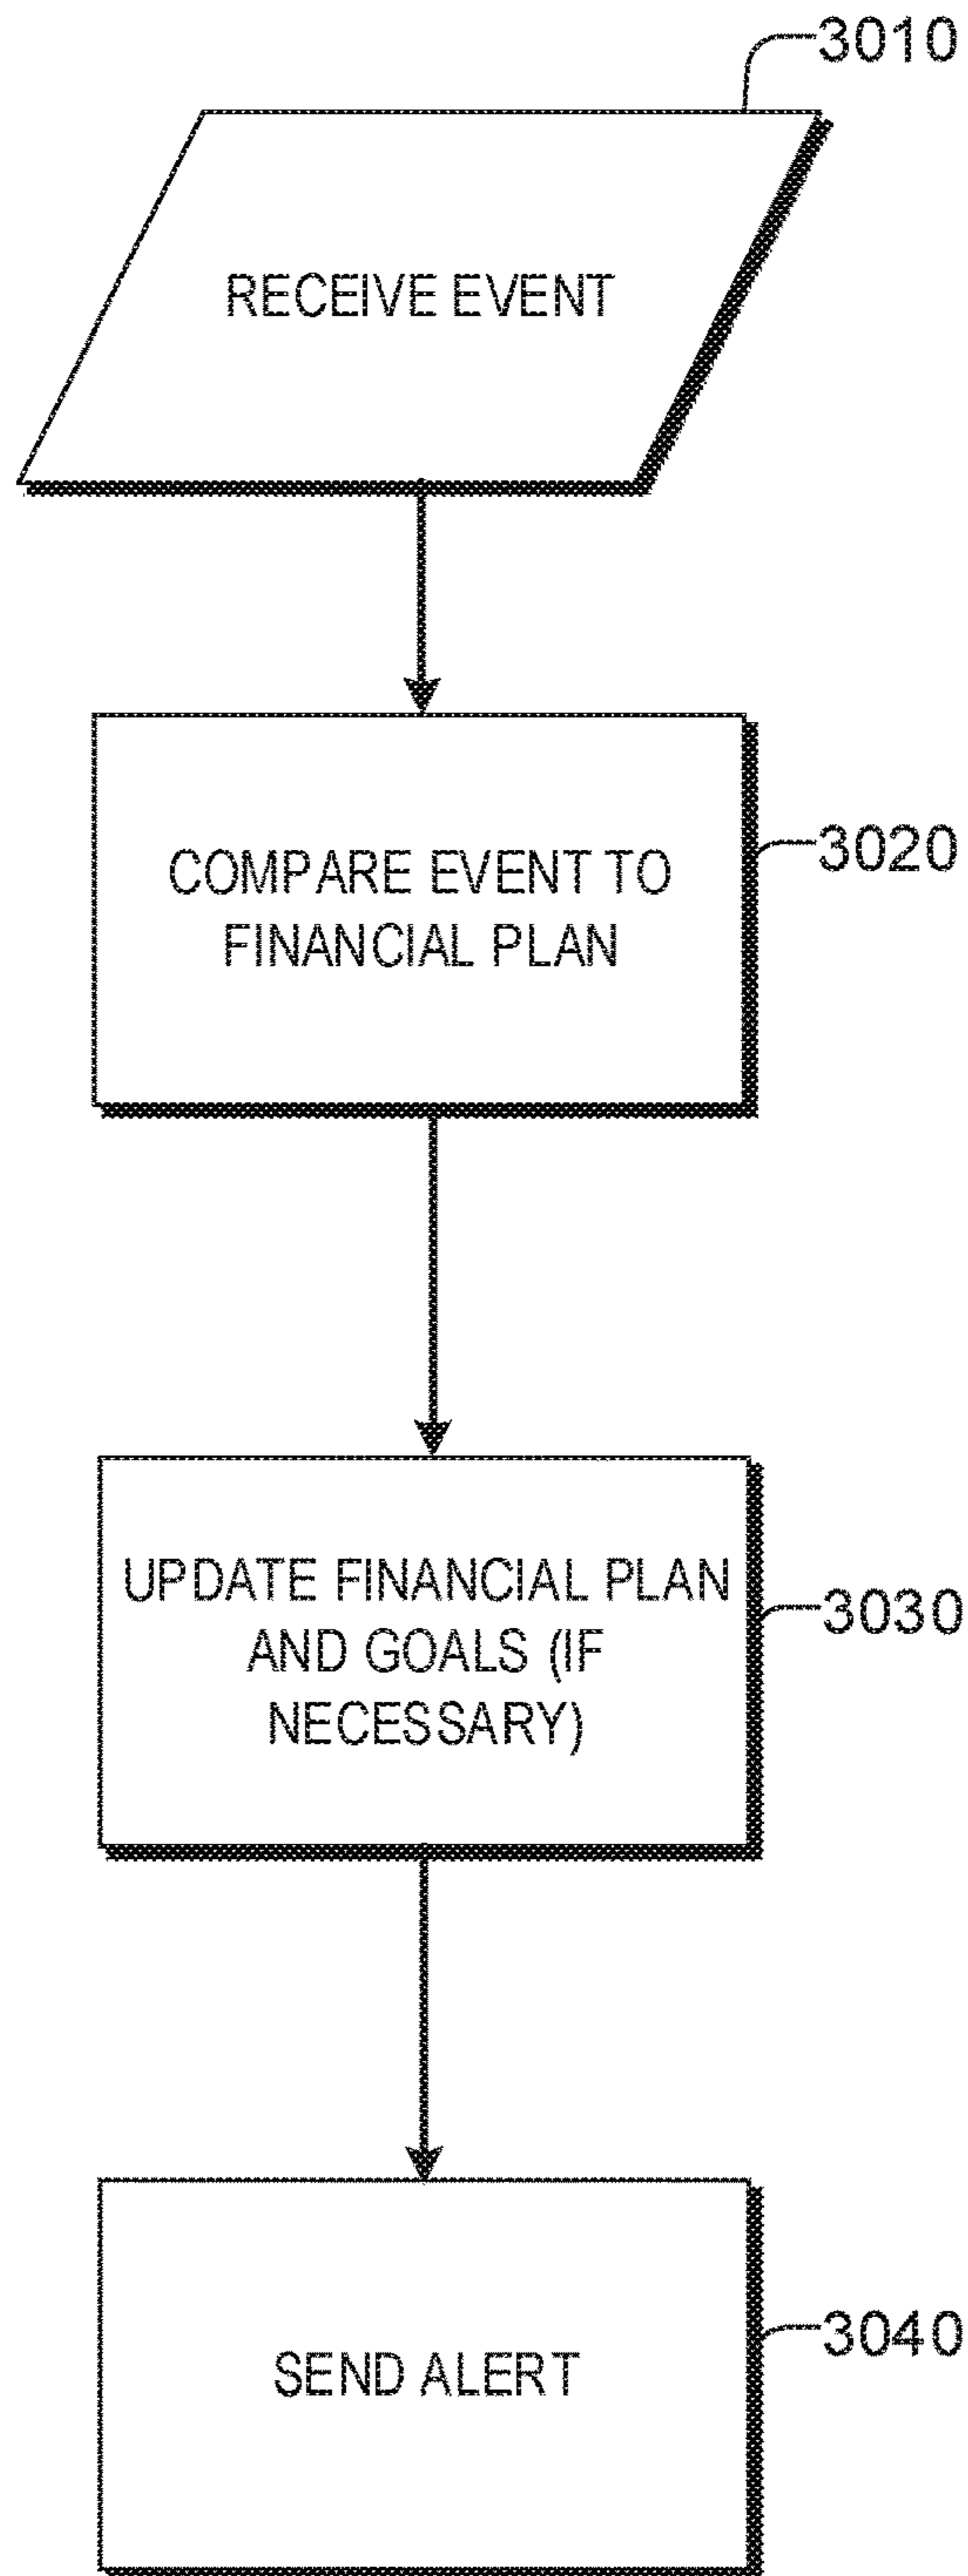 3010
RECEIVE EVENT
COMPARE EVENT TO
FINANCIAL PLAN
3020
UPDATE FINANCIAL PLAN
AND GOALS (IF
NECESSARY)
3030
SEND ALERT
3040